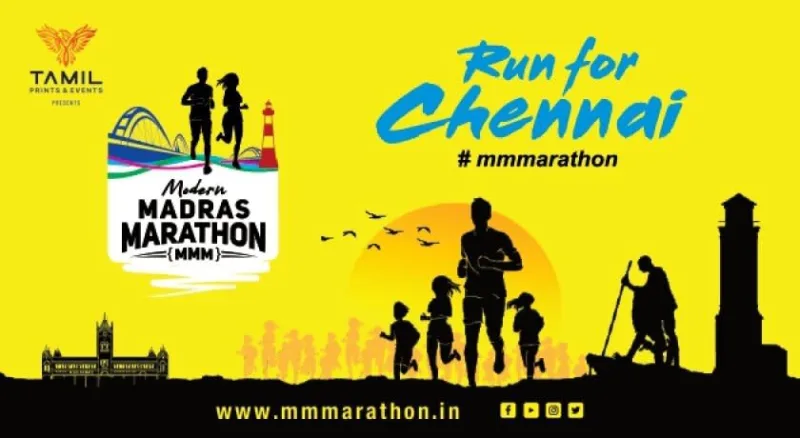 TAMIL
PRINTS & EVENTS
PRESENTS
Modern
MADRAS
MARATHON
{MMM}
Run for
Chennai
# mmmarathon
www.mmmarathon.in